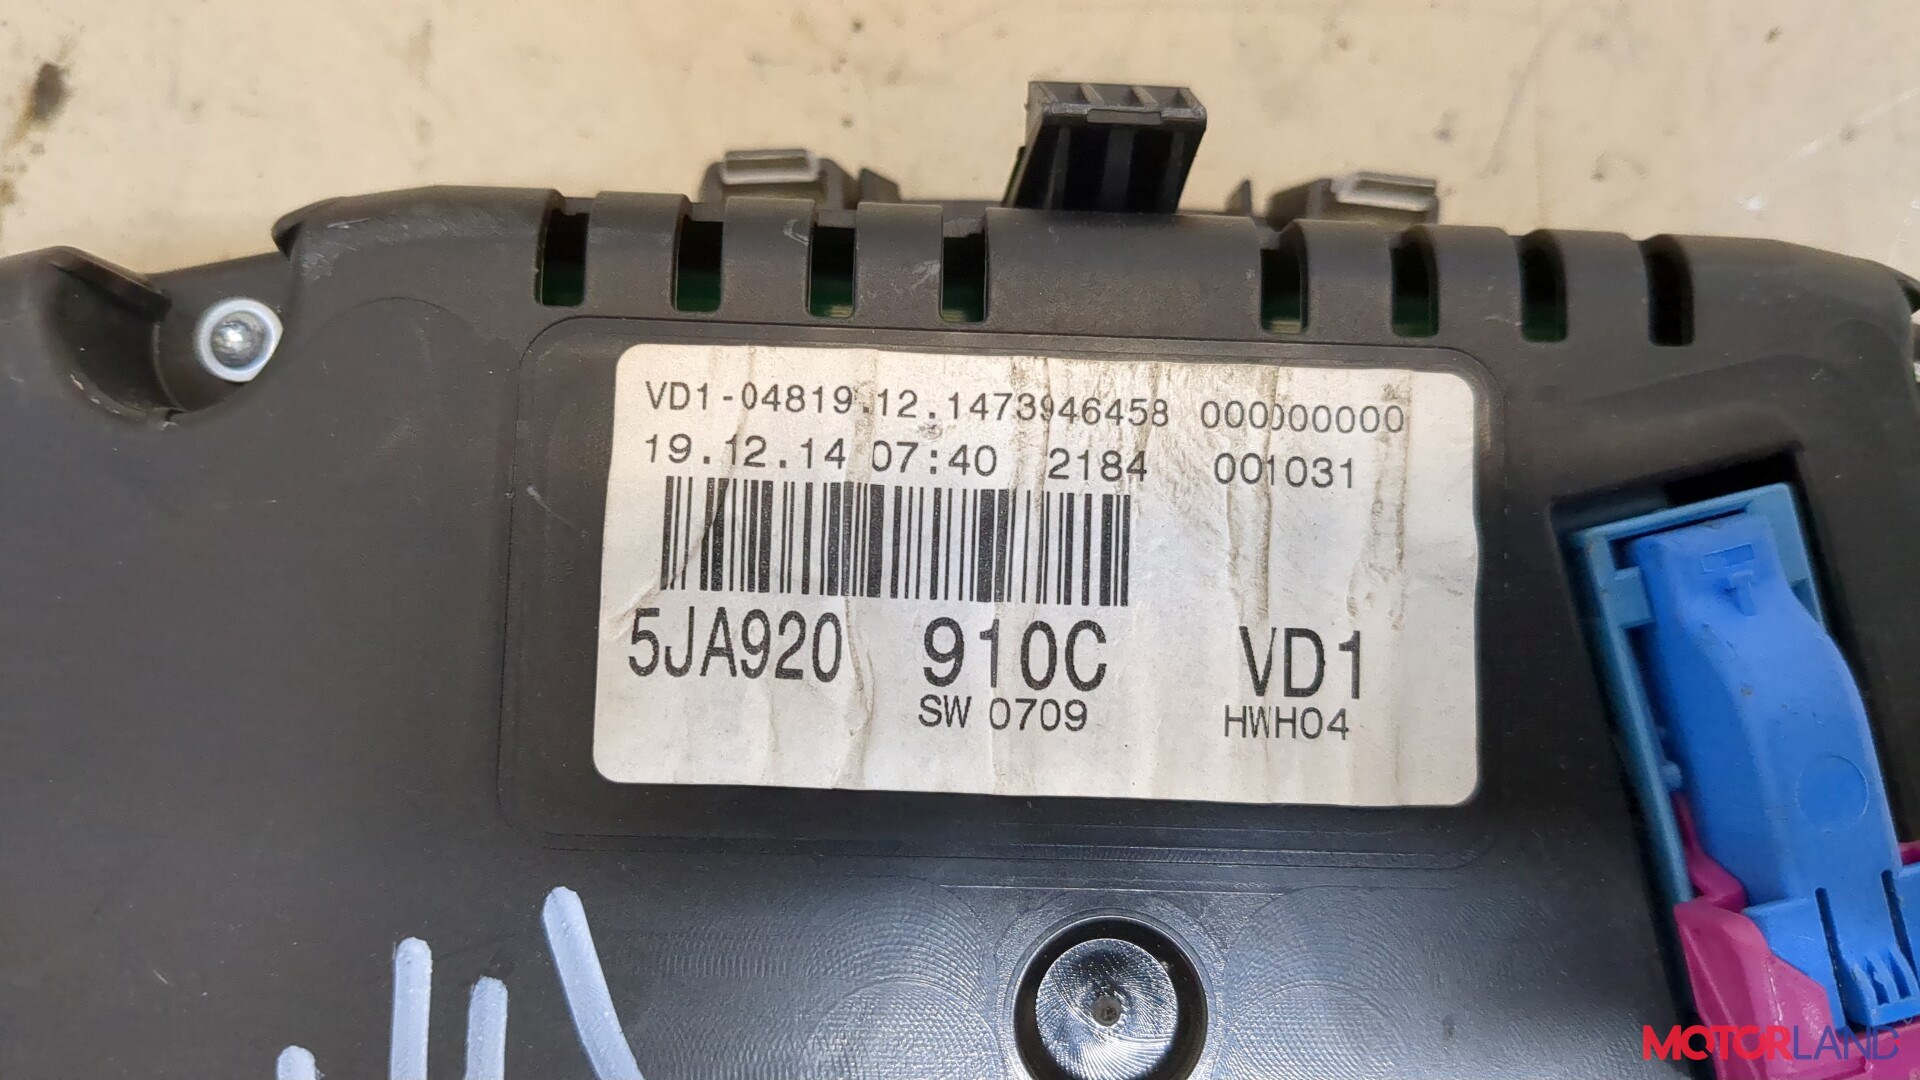 VD1-04819.12.1473946458 000000000
19.12.14 07:40 2184 001031
5JA920 910C VD1
SW 0709 HWH04
MOTORLAND